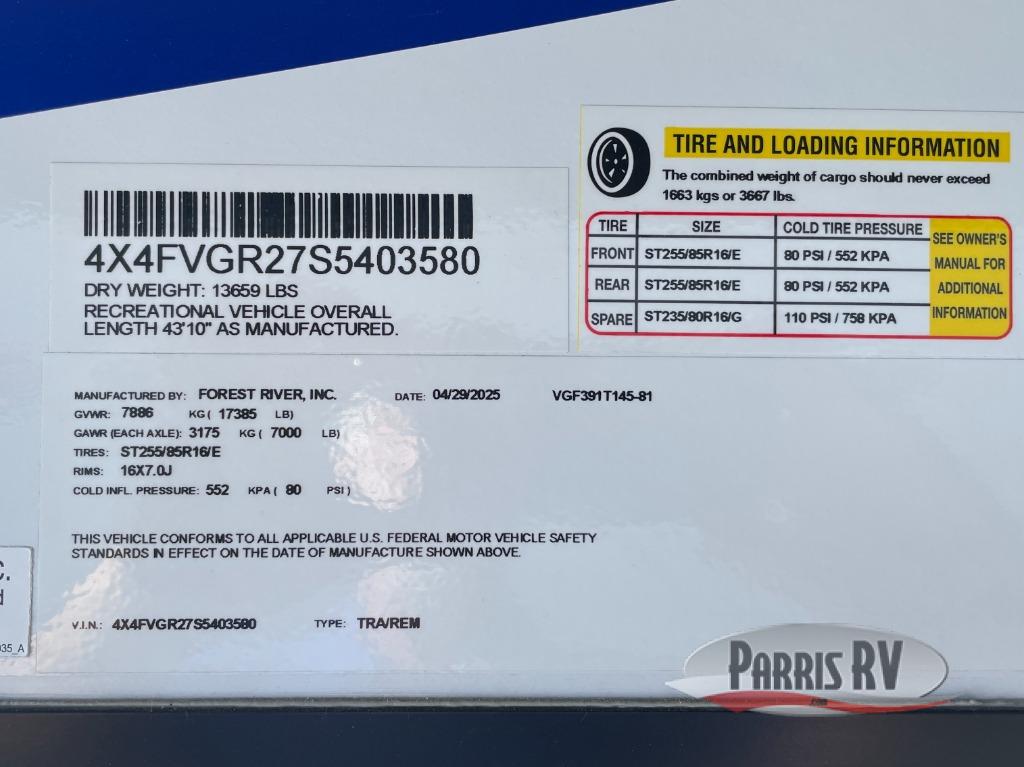 4X4FVGR27S5403580
DRY WEIGHT: 13659 LBS
RECREATIONAL VEHICLE OVERALL
LENGTH 43'10" AS MANUFACTURED.
TIRE AND LOADING INFORMATION
The combined weight of cargo should never exceed
1663 kgs or 3667 lbs.
TIRE SIZE COLD TIRE PRESSURE
FRONT ST255/85R16/E 80 PSI / 552 KPA
REAR ST255/85R16/E 80 PSI / 552 KPA
SPARE ST235/80R16/G 110 PSI / 758 KPA
SEE OWNER'S
MANUAL FOR
ADDITIONAL
INFORMATION
MANUFACTURED BY: FOREST RIVER, INC. DATE: 04/29/2025 VGF391T145-81
GVWR: 7886 KG ( 17385 LB)
GAWR (EACH AXLE): 3175 KG ( 7000 LB)
TIRES: ST255/85R16/E
RIMS: 16X7.0J
COLD INFL. PRESSURE: 552 KPA ( 80 PSI )
THIS VEHICLE CONFORMS TO ALL APPLICABLE U.S. FEDERAL MOTOR VEHICLE SAFETY
STANDARDS IN EFFECT ON THE DATE OF MANUFACTURE SHOWN ABOVE.
V.I.N.: 4X4FVGR27S5403580 TYPE: TRA/REM
035_A
PARRIS RV
.com